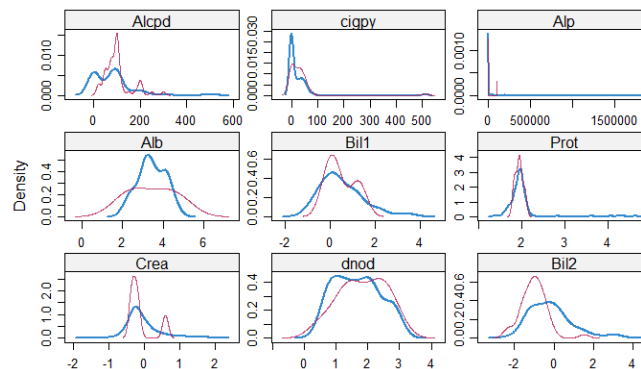 Alcpd cigpy Alp
0.000 0.010
0.000 0.015 0.030
0.0000 0.0010
0 200 400 600
0 100 200 300 400 500
0 500000 1500000
Density
Alb Bil1 Prot
0.0 0.2 0.4
0.0 0.2 0.4 0.6
0 1 2 3 4
0 2 4 6
-2 0 2 4
2 3 4
Crea dnod Bil2
0.0 1.0 2.0
0.0 0.2 0.4
0.0 0.2 0.4 0.6
-2 -1 0 1 2
0 1 2 3 4
-2 0 2 4